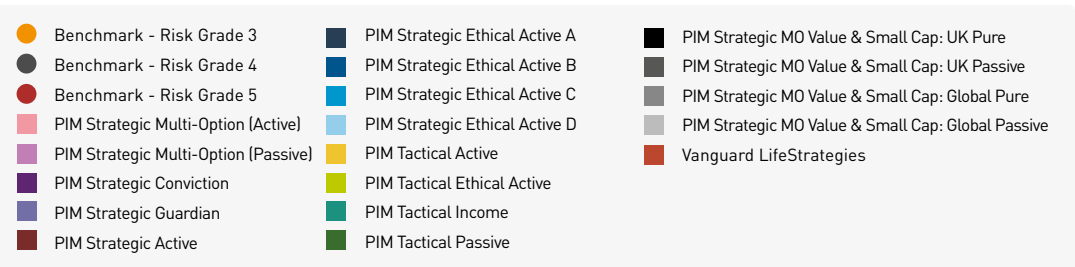 Benchmark - Risk Grade 3
Benchmark - Risk Grade 4
Benchmark - Risk Grade 5
PIM Strategic Multi-Option (Active)
PIM Strategic Multi-Option (Passive)
PIM Strategic Conviction
PIM Strategic Guardian
PIM Strategic Active
PIM Strategic Ethical Active A
PIM Strategic Ethical Active B
PIM Strategic Ethical Active C
PIM Strategic Ethical Active D
PIM Tactical Active
PIM Tactical Ethical Active
PIM Tactical Income
PIM Tactical Passive
PIM Strategic MO Value & Small Cap: UK Pure
PIM Strategic MO Value & Small Cap: UK Passive
PIM Strategic MO Value & Small Cap: Global Pure
PIM Strategic MO Value & Small Cap: Global Passive
Vanguard LifeStrategies